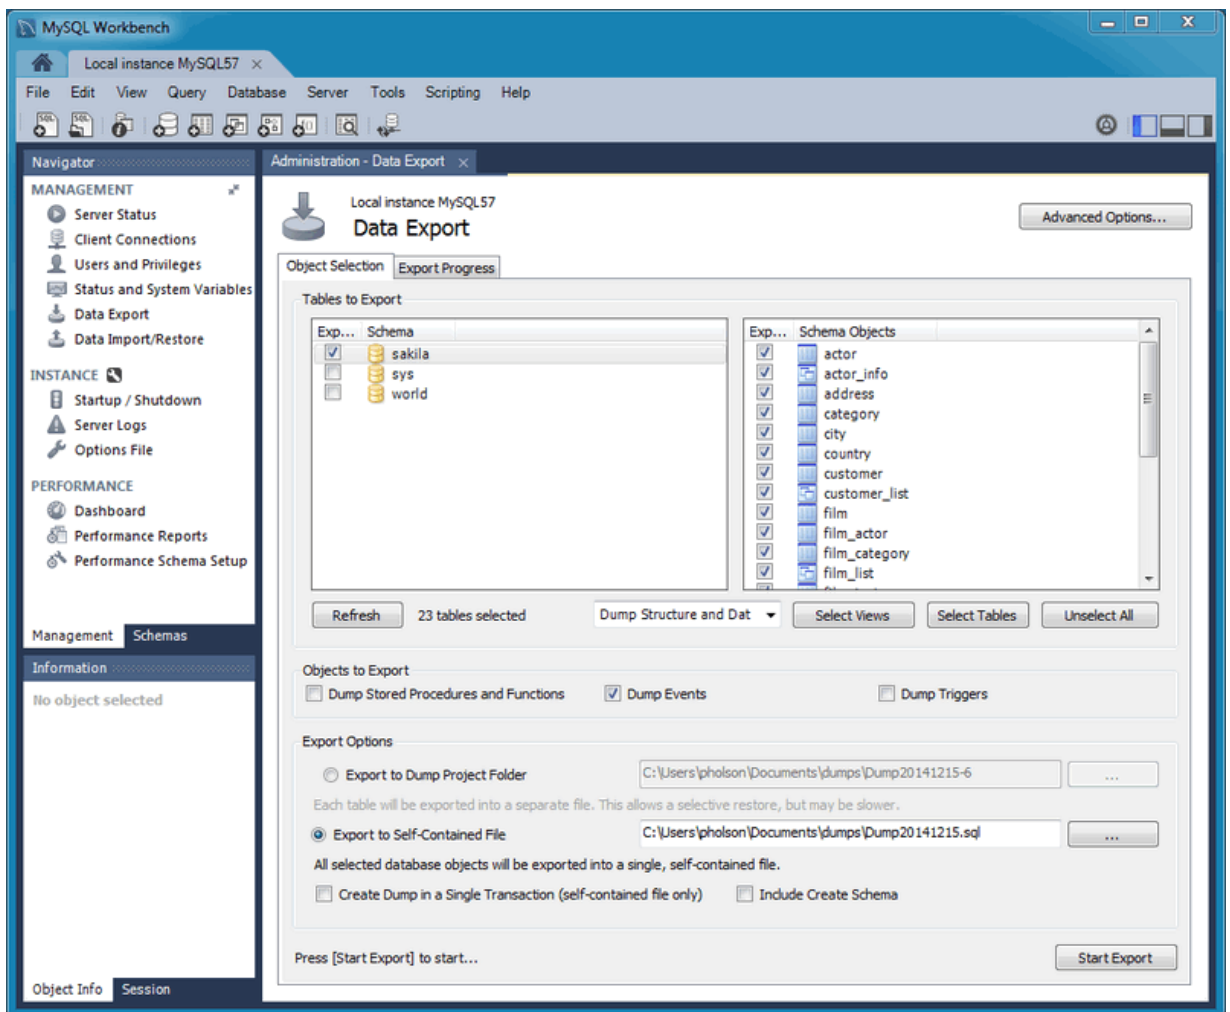 MySQL Workbench
Local instance MySQL57
File Edit View Query Database Server Tools Scripting Help
Navigator
MANAGEMENT
Server Status
Client Connections
Users and Privileges
Status and System Variables
Data Export
Data Import/Restore
INSTANCE
Startup / Shutdown
Server Logs
Options File
PERFORMANCE
Dashboard
Performance Reports
Performance Schema Setup
Management Schemas
Information
No object selected
Object Info Session
Administration - Data Export
Local instance MySQL57
Data Export
Advanced Options...
Object Selection Export Progress
Tables to Export
Exp... Schema
sakila
sys
world
Exp... Schema Objects
actor
actor_info
address
category
city
country
customer
customer_list
film
film_actor
film_category
film_list
Refresh 23 tables selected Dump Structure and Dat Select Views Select Tables Unselect All
Objects to Export
Dump Stored Procedures and Functions Dump Events Dump Triggers
Export Options
Export to Dump Project Folder C:\Users\pholson\Documents\dumps\Dump20141215-6 ...
Each table will be exported into a separate file. This allows a selective restore, but may be slower.
Export to Self-Contained File C:\Users\pholson\Documents\dumps\Dump20141215.sql ...
All selected database objects will be exported into a single, self-contained file.
Create Dump in a Single Transaction (self-contained file only) Include Create Schema
Press [Start Export] to start... Start Export